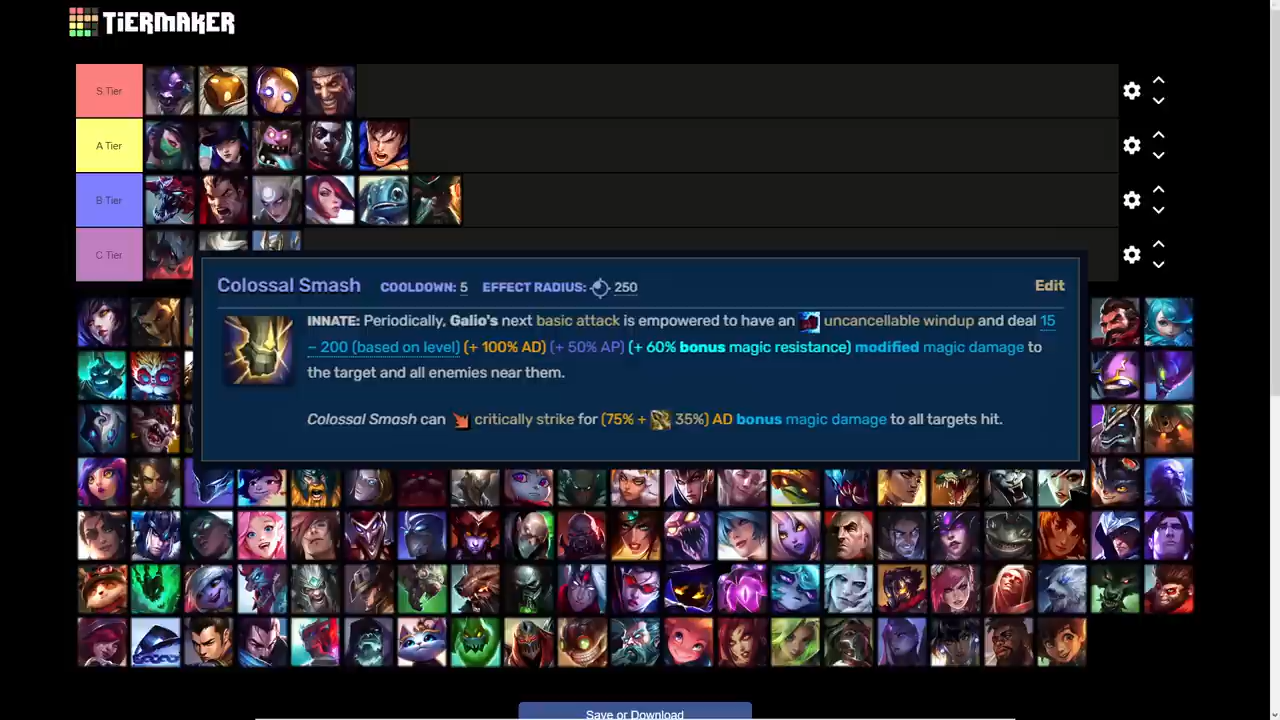 TiERMAKER
S Tier
A Tier
B Tier
C Tier
Colossal Smash COOLDOWN: 5 EFFECT RADIUS: 250 Edit
INNATE: Periodically, Galio's next basic attack is empowered to have an uncancellable windup and deal 15
– 200 (based on level) (+ 100% AD) (+ 50% AP) (+ 60% bonus magic resistance) modified magic damage to
the target and all enemies near them.
Colossal Smash can critically strike for (75% + 35%) AD bonus magic damage to all targets hit.
Save or Download